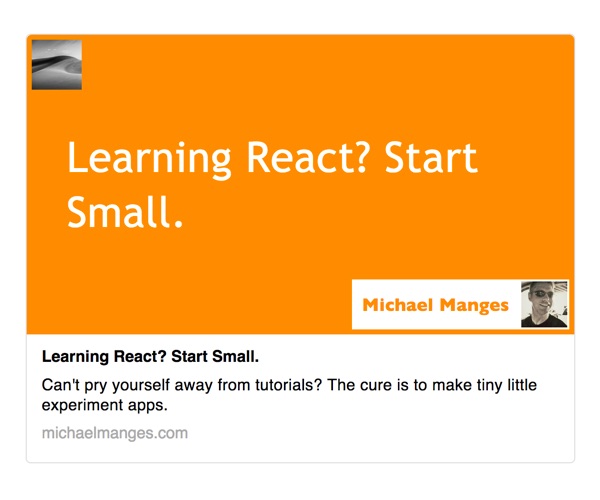 Learning React? Start
Small.
Michael Manges
Learning React? Start Small.
Can't pry yourself away from tutorials? The cure is to make tiny little
experiment apps.
michaelmanges.com